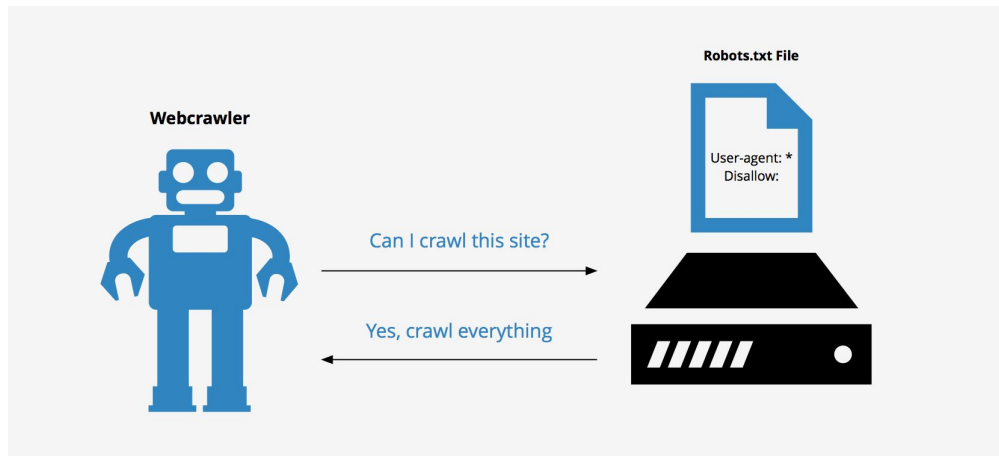 Robots.txt File
Webcrawler
User-agent: *
Disallow:
Can I crawl this site?
Yes, crawl everything